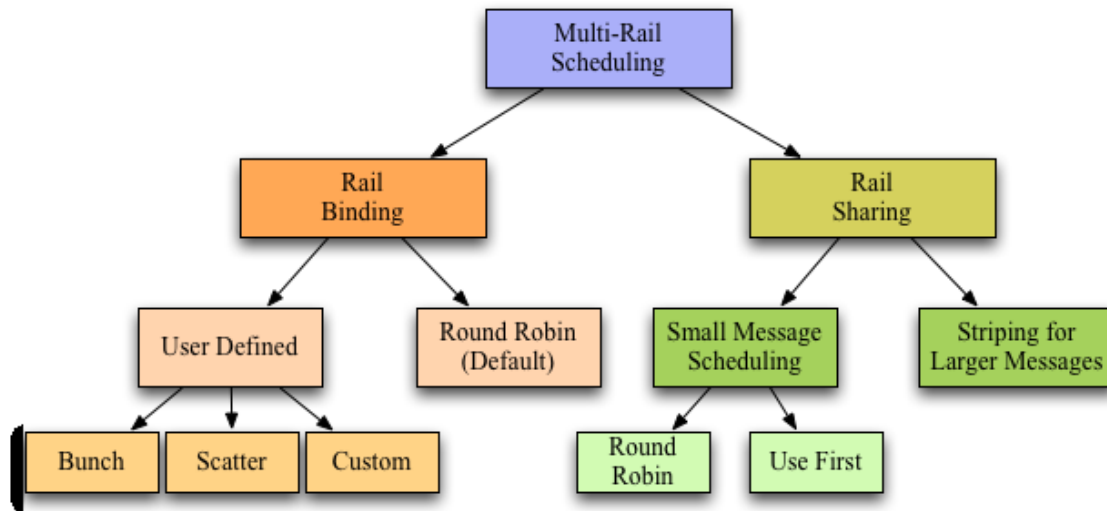 Multi-Rail
Scheduling
Rail
Binding
Rail
Sharing
User Defined
Round Robin
(Default)
Small Message
Scheduling
Striping for
Larger Messages
Bunch
Scatter
Custom
Round
Robin
Use First